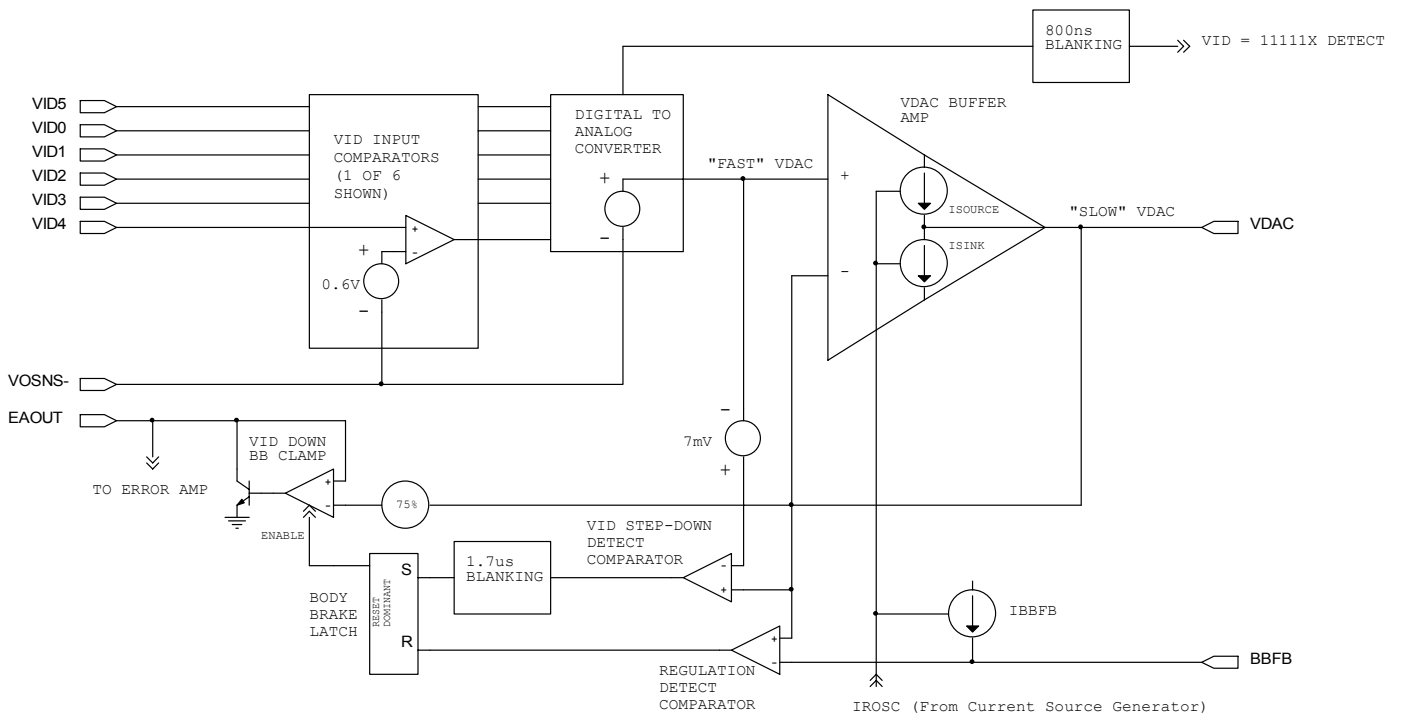 800ns
BLANKING
VID = 11111X DETECT
VID5
VID0
VID1
VID2
VID3
VID4
VID INPUT
COMPARATORS
(1 OF 6
SHOWN)
+
-
+
0.6V
-
DIGITAL TO
ANALOG
CONVERTER
+
-
"FAST" VDAC
VDAC BUFFER
AMP
+
-
ISOURCE
ISINK
"SLOW" VDAC
VDAC
VOSNS-
EAOUT
TO ERROR AMP
VID DOWN
BB CLAMP
+
-
ENABLE
75%
-
7mV
+
VID STEP-DOWN
DETECT
COMPARATOR
-
+
1.7us
BLANKING
BODY
BRAKE
LATCH
RESET
DOMINANT
S
R
REGULATION
DETECT
COMPARATOR
+
-
IBBFB
BBFB
IROSC (From Current Source Generator)